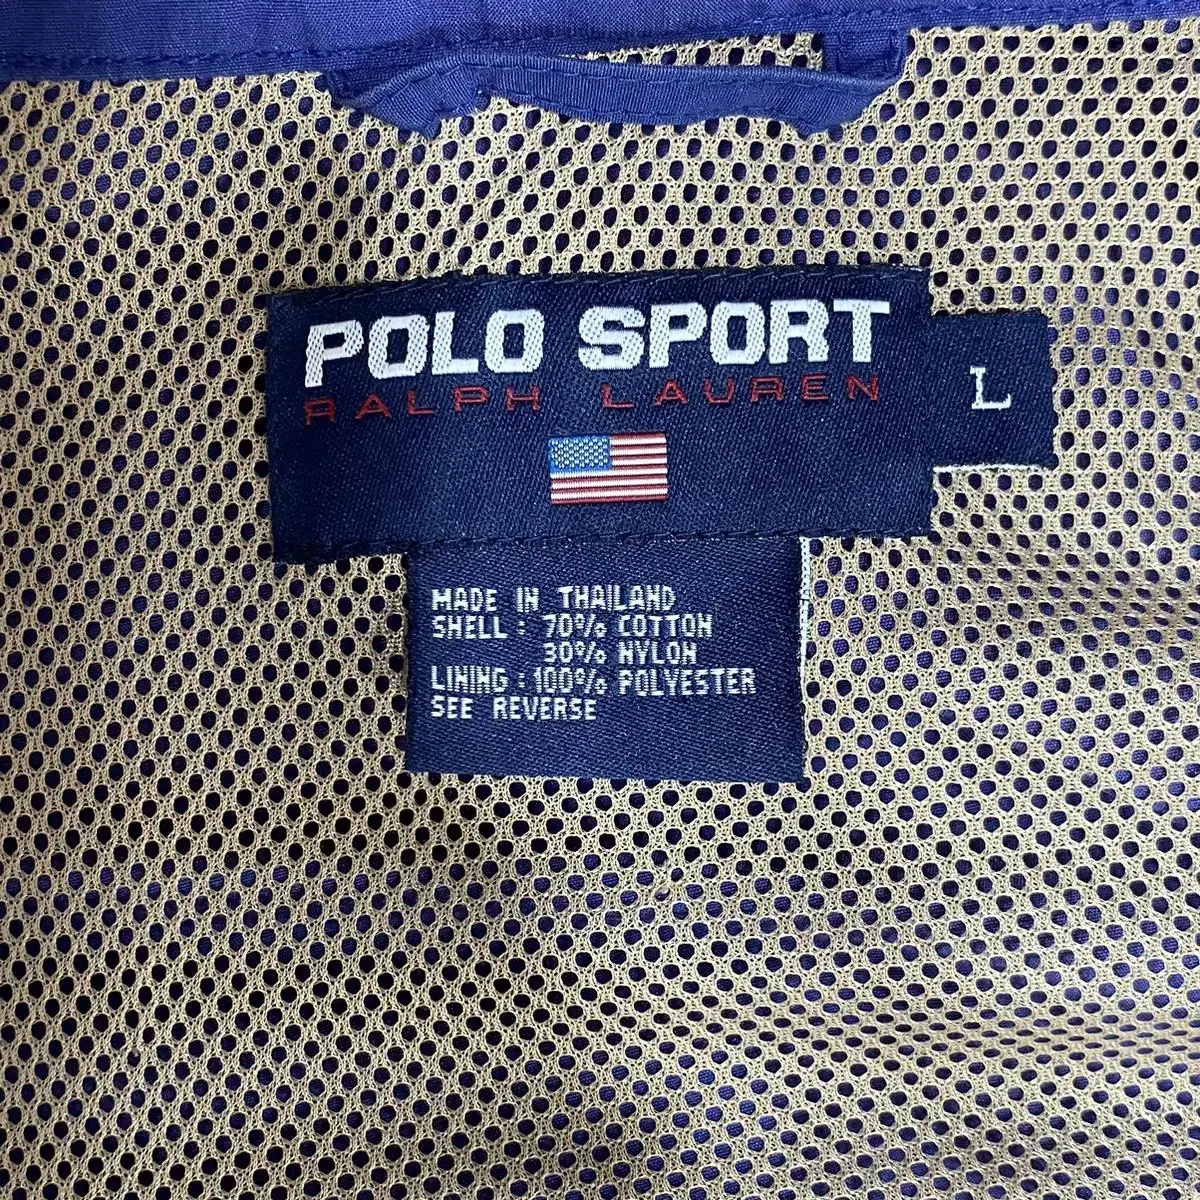 POLO SPORT
RALPH LAUREN
L
MADE IN THAILAND
SHELL : 70% COTTON
30% NYLON
LINING : 100% POLYESTER
SEE REVERSE